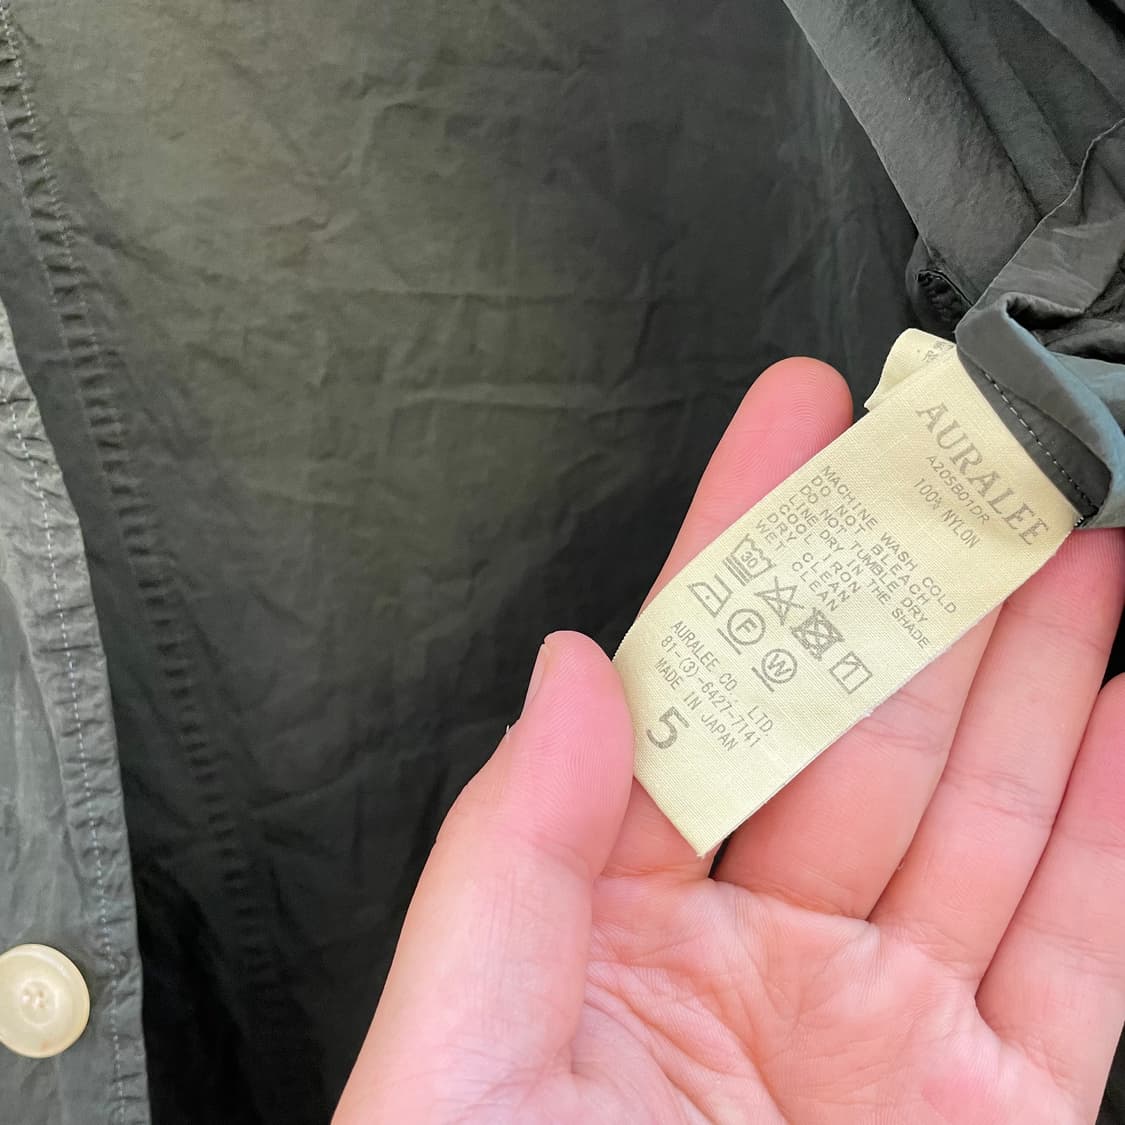 AURALEE
A20SB01DR
100% NYLON
MACHINE WASH COLD
DO NOT BLEACH
DO NOT TUMBLE DRY
LINE DRY IN THE SHADE
COOL IRON
DRY CLEAN
WET CLEAN
30
F
W
AURALEE CO., LTD.
81-(3)-6427-7141
MADE IN JAPAN
5